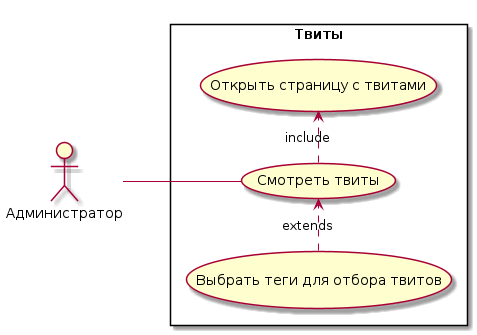 Твиты
Открыть страницу с твитами
include
Смотреть твиты
Администратор
extends
Выбрать теги для отбора твитов